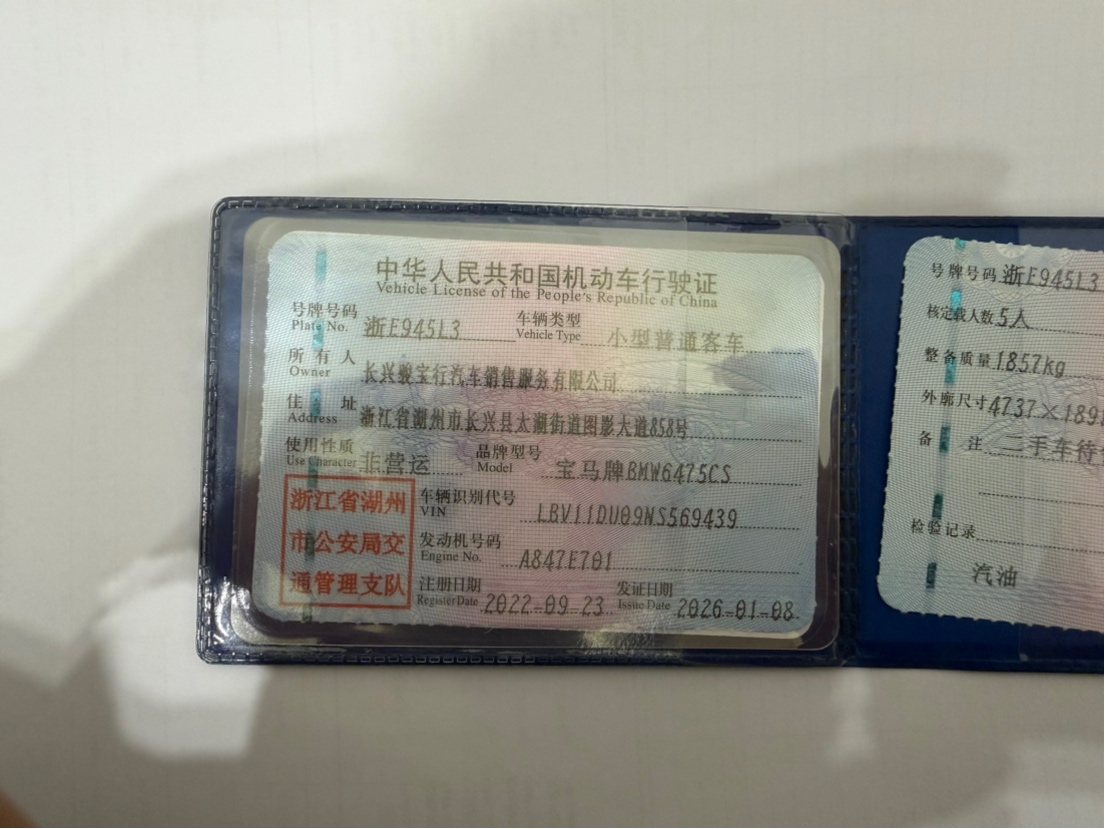 中华人民共和国机动车行驶证
Vehicle License of the People's Republic of China
号牌号码 浙E945L3 车辆类型 小型普通客车
Plate No. Vehicle Type
所有人 长兴骏宝行汽车销售服务有限公司
Owner
住址 浙江省湖州市长兴县太湖街道图影大道858号
Address
使用性质 非营运 品牌型号 宝马牌BMW6475CS
Use Character Model
浙江省湖州
市公安局交
通管理支队
车辆识别代号 LBV11DU09NS569439
VIN
发动机号码 A847E701
Engine No.
注册日期 2022-09-23 发证日期 2026-01-08
Register Date Issue Date
号牌号码 浙E945L3
核定载人数 5人
整备质量 1857kg
外廓尺寸 4737×189
备注 二手车待
检验记录
汽油